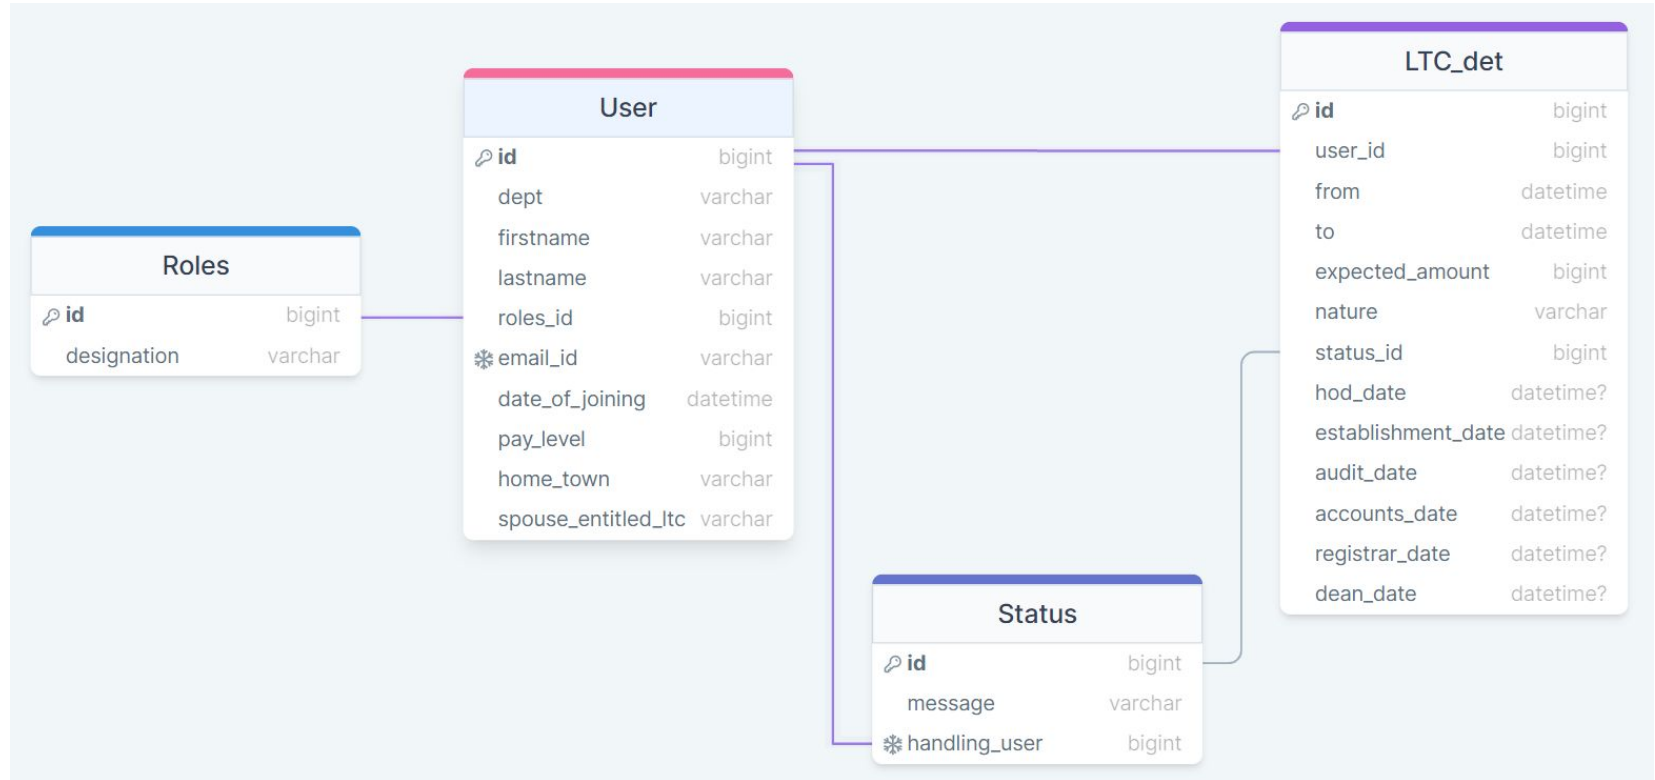 Roles
id bigint
designation varchar
User
id bigint
dept varchar
firstname varchar
lastname varchar
roles_id bigint
email_id varchar
date_of_joining datetime
pay_level bigint
home_town varchar
spouse_entitled_ltc varchar
Status
id bigint
message varchar
handling_user bigint
LTC_det
id bigint
user_id bigint
from datetime
to datetime
expected_amount bigint
nature varchar
status_id bigint
hod_date datetime?
establishment_date datetime?
audit_date datetime?
accounts_date datetime?
registrar_date datetime?
dean_date datetime?